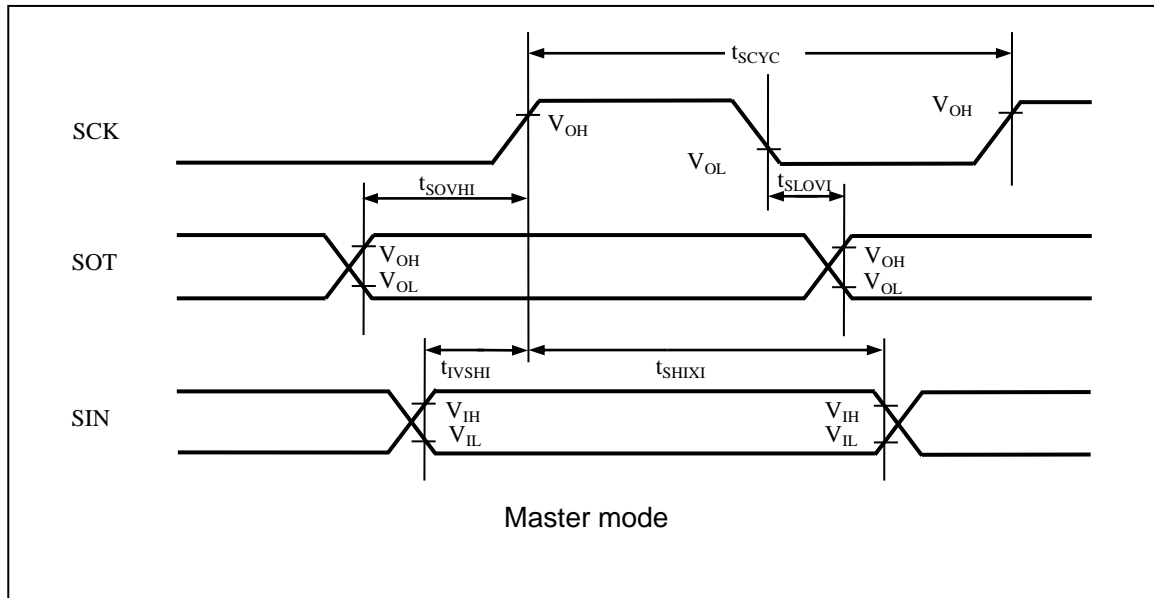 tSCYC
SCK
VOH
VOH
VOL
tSOVHI
tSLOVI
SOT
VOH
VOL
VOH
VOL
tIVSHI
tSHIXI
SIN
VIH
VIL
VIH
VIL
Master mode